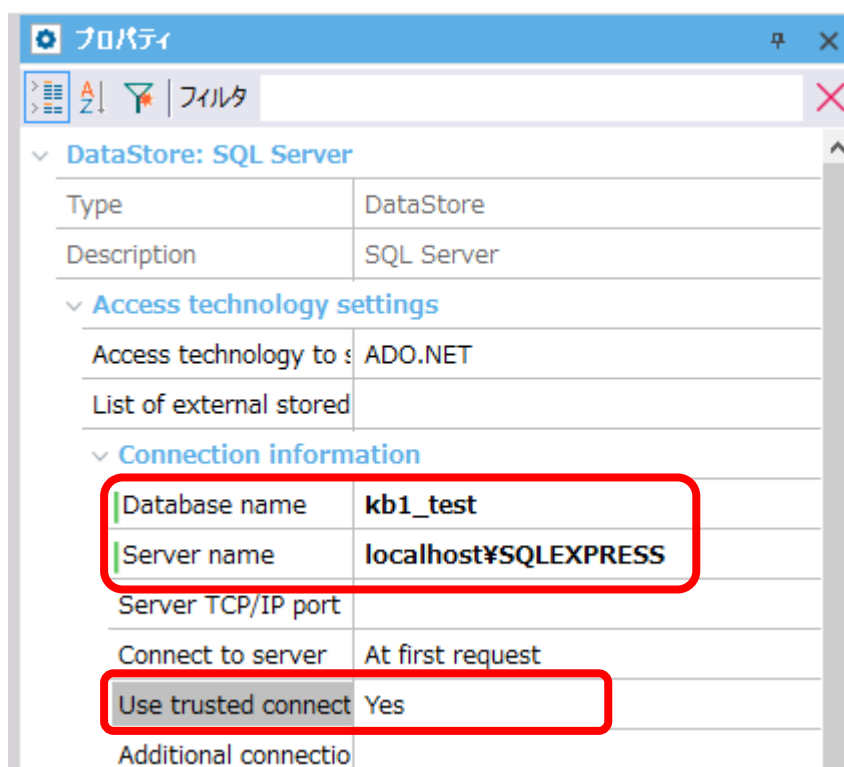 プロパティ
フィルタ
DataStore: SQL Server
Type DataStore
Description SQL Server
Access technology settings
Access technology to s ADO.NET
List of external stored
Connection information
Database name kb1_test
Server name localhost¥SQLEXPRESS
Server TCP/IP port
Connect to server At first request
Use trusted connect Yes
Additional connectio